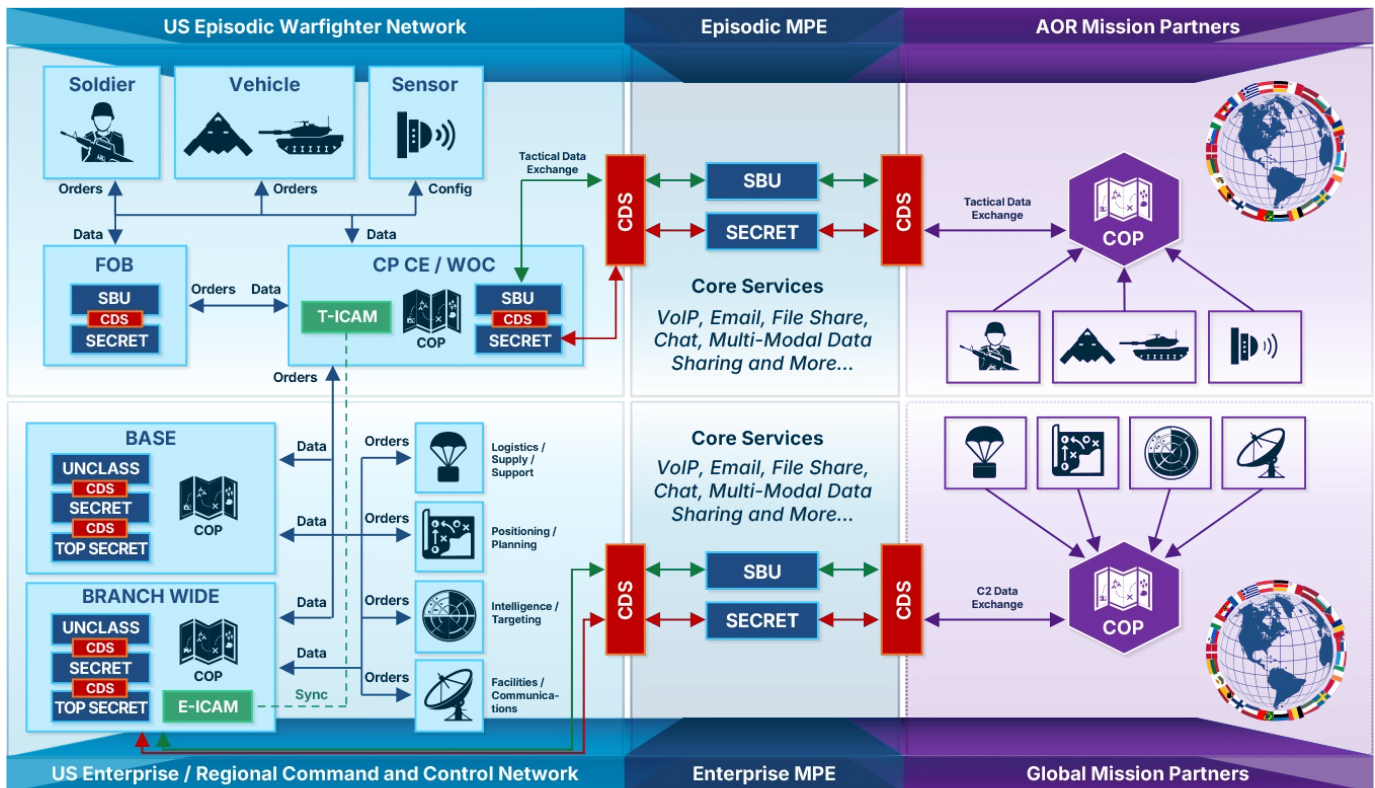 US Episodic Warfighter Network
Episodic MPE
AOR Mission Partners
Soldier
Vehicle
Sensor
Orders
Orders
Config
Data
Data
Tactical Data
Exchange
FOB
SBU
CDS
SECRET
Orders
Data
CP CE / WOC
T-ICAM
COP
SBU
CDS
SECRET
Orders
CDS
SBU
SECRET
CDS
Core Services
VoIP, Email, File Share,
Chat, Multi-Modal Data
Sharing and More...
Tactical Data
Exchange
COP
BASE
UNCLASS
CDS
SECRET
CDS
TOP SECRET
COP
Data
Data
Data
Data
Orders
Logistics /
Supply /
Support
Orders
Positioning /
Planning
Orders
Intelligence /
Targeting
Orders
Facilities /
Communica-
tions
BRANCH WIDE
UNCLASS
CDS
SECRET
CDS
TOP SECRET
COP
E-ICAM
Sync
Core Services
VoIP, Email, File Share,
Chat, Multi-Modal Data
Sharing and More...
CDS
SBU
SECRET
CDS
C2 Data
Exchange
COP
US Enterprise / Regional Command and Control Network
Enterprise MPE
Global Mission Partners